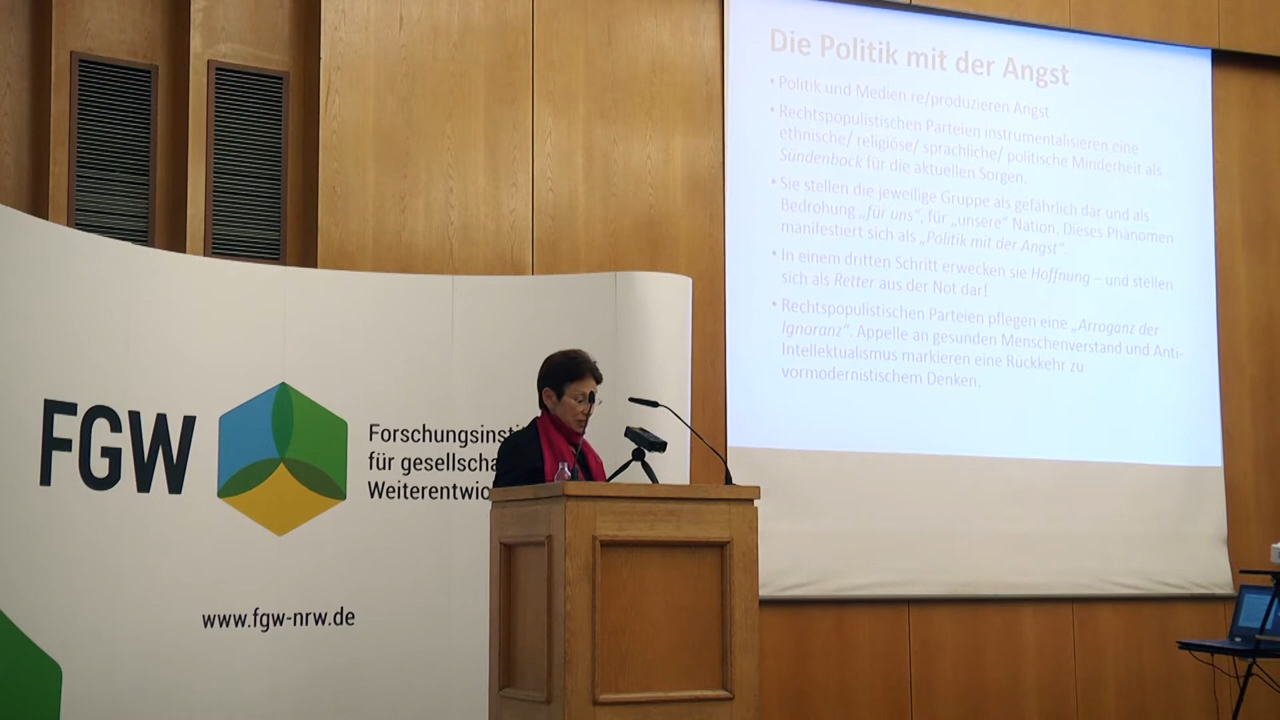 FGW
Forschungsinsti
für gesellscha
Weiterentwic
www.fgw-nrw.de
Die Politik mit der Angst
• Politik und Medien re/produzieren Angst
• Rechtspopulistischen Parteien instrumentalisieren eine
ethnische/ religiöse/ sprachliche/ politische Minderheit als
Sündenbock für die aktuellen Sorgen.
• Sie stellen die jeweilige Gruppe als gefährlich dar und als
Bedrohung „für uns“, für „unsere“ Nation. Dieses Phänomen
manifestiert sich als „Politik mit der Angst“.
• In einem dritten Schritt erwecken sie Hoffnung – und stellen
sich als Retter aus der Not dar!
• Rechtspopulistischen Parteien pflegen eine „Arroganz der
Ignoranz“. Appelle an gesunden Menschenverstand und Anti-
Intellektualismus markieren eine Rückkehr zu
vormodernistischem Denken.